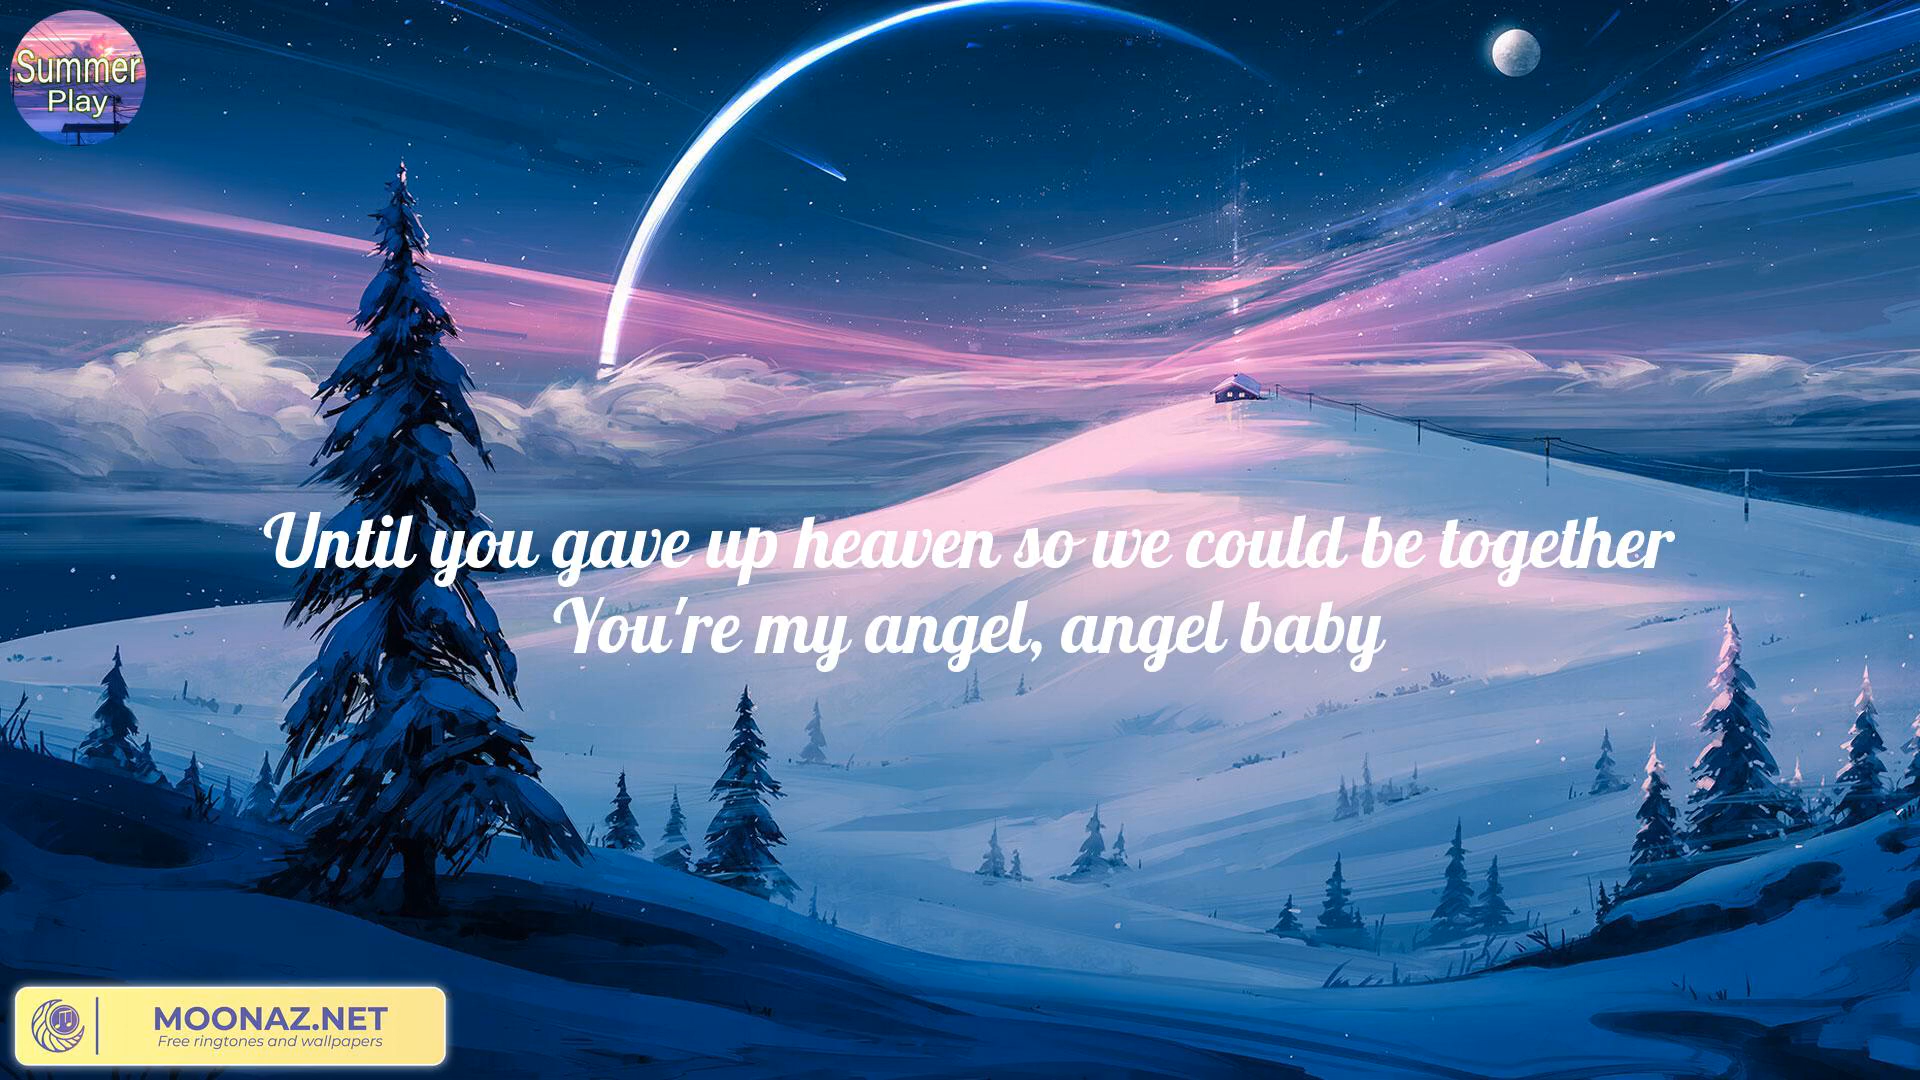 Summer
Play
Until you gave up heaven so we could be together
You're my angel, angel baby
MOONAZ.NET
Free ringtones and wallpapers